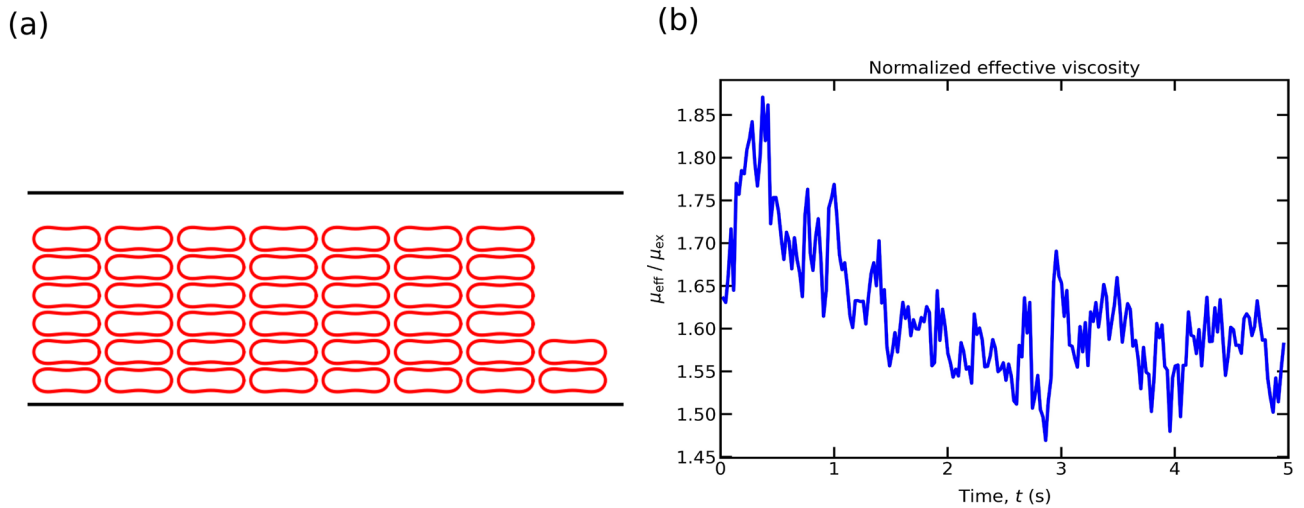 (a)
(b)
Normalized effective viscosity
1.85
1.80
1.75
1.70
1.65
1.60
1.55
1.50
1.45
μeff / μex
0 1 2 3 4 5
Time, t (s)